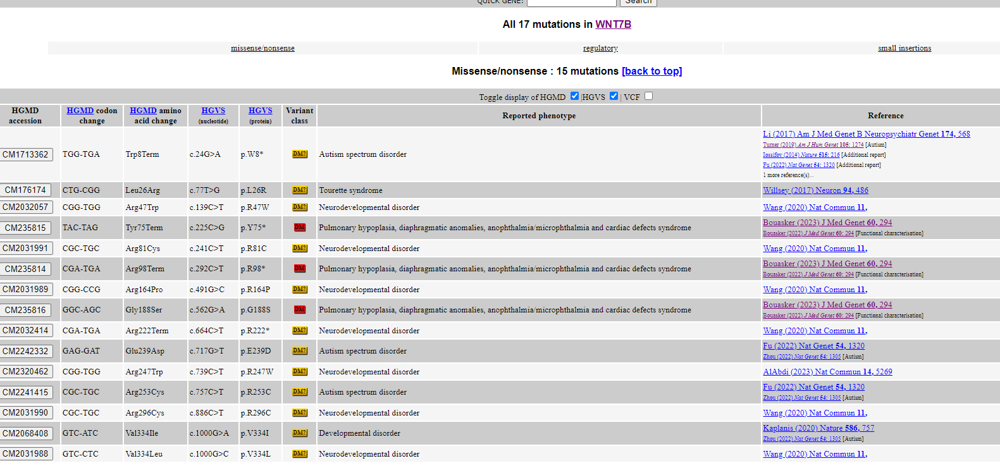 QUICK GENE: Search
All 17 mutations in WNT7B
missense/nonsense regulatory small insertions
Missense/nonsense : 15 mutations [back to top]
Toggle display of HGMD |HGVS | VCF
HGMD accession HGMD codon change HGMD amino acid change HGVS (nucleotide) HGVS (protein) Variant class Reported phenotype Reference
CM1713362 TGG-TGA Trp8Term c.24G>A p.W8* DM? Autism spectrum disorder Li (2017) Am J Med Genet B Neuropsychiatr Genet 174, 568
Turner (2019) Am J Hum Genet 105: 1274 [Autism]
Iossifov (2014) Nature 515: 216 [Additional report]
Fu (2022) Nat Genet 54: 1320 [Additional report]
1 more reference(s)...
CM176174 CTG-CGG Leu26Arg c.77T>G p.L26R DM? Tourette syndrome Willsey (2017) Neuron 94, 486
CM2032057 CGG-TGG Arg47Trp c.139C>T p.R47W DM? Neurodevelopmental disorder Wang (2020) Nat Commun 11,
CM235815 TAC-TAG Tyr75Term c.225C>G p.Y75* DM Pulmonary hypoplasia, diaphragmatic anomalies, anophthalmia/microphthalmia and cardiac defects syndrome Bouasker (2023) J Med Genet 60, 294
Bouasker (2022) J Med Genet 60: 294 [Functional characterisation]
CM2031991 CGC-TGC Arg81Cys c.241C>T p.R81C DM? Neurodevelopmental disorder Wang (2020) Nat Commun 11,
CM235814 CGA-TGA Arg98Term c.292C>T p.R98* DM Pulmonary hypoplasia, diaphragmatic anomalies, anophthalmia/microphthalmia and cardiac defects syndrome Bouasker (2023) J Med Genet 60, 294
Bouasker (2022) J Med Genet 60: 294 [Functional characterisation]
CM2031989 CGG-CCG Arg164Pro c.491G>C p.R164P DM? Neurodevelopmental disorder Wang (2020) Nat Commun 11,
CM235816 GGC-AGC Gly188Ser c.562G>A p.G188S DM Pulmonary hypoplasia, diaphragmatic anomalies, anophthalmia/microphthalmia and cardiac defects syndrome Bouasker (2023) J Med Genet 60, 294
Bouasker (2022) J Med Genet 60: 294 [Functional characterisation]
CM2032414 CGA-TGA Arg222Term c.664C>T p.R222* DM? Neurodevelopmental disorder Wang (2020) Nat Commun 11,
CM2242332 GAG-GAT Glu239Asp c.717G>T p.E239D DM? Autism spectrum disorder Fu (2022) Nat Genet 54, 1320
Zhou (2022) Nat Genet 54: 1305 [Autism]
CM2320462 CGG-TGG Arg247Trp c.739C>T p.R247W DM? Neurodevelopmental disorder AlAbdi (2023) Nat Commun 14, 5269
CM2241415 CGC-TGC Arg253Cys c.757C>T p.R253C DM? Autism spectrum disorder Fu (2022) Nat Genet 54, 1320
Zhou (2022) Nat Genet 54: 1305 [Autism]
CM2031990 CGC-TGC Arg296Cys c.886C>T p.R296C DM? Neurodevelopmental disorder Wang (2020) Nat Commun 11,
CM2068408 GTC-ATC Val334Ile c.1000G>A p.V334I DM? Developmental disorder Kaplanis (2020) Nature 586, 757
Zhou (2022) Nat Genet 54: 1305 [Autism]
CM2031988 GTC-CTC Val334Leu c.1000G>C p.V334L DM? Neurodevelopmental disorder Wang (2020) Nat Commun 11,